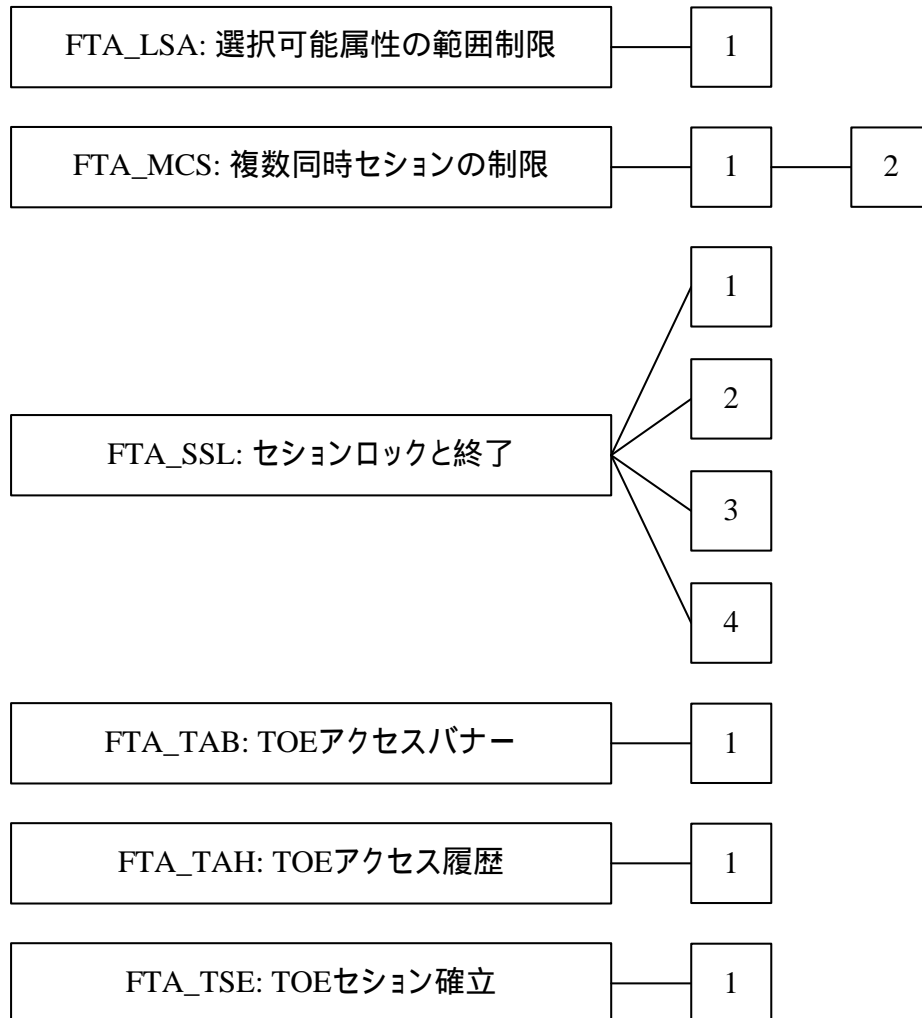 FTA_LSA: 選択可能属性の範囲制限 1
FTA_MCS: 複数同時セションの制限 1 2
1
2
FTA_SSL: セションロックと終了
3
4
FTA_TAB: TOEアクセスバナー 1
FTA_TAH: TOEアクセス履歴 1
FTA_TSE: TOEセション確立 1